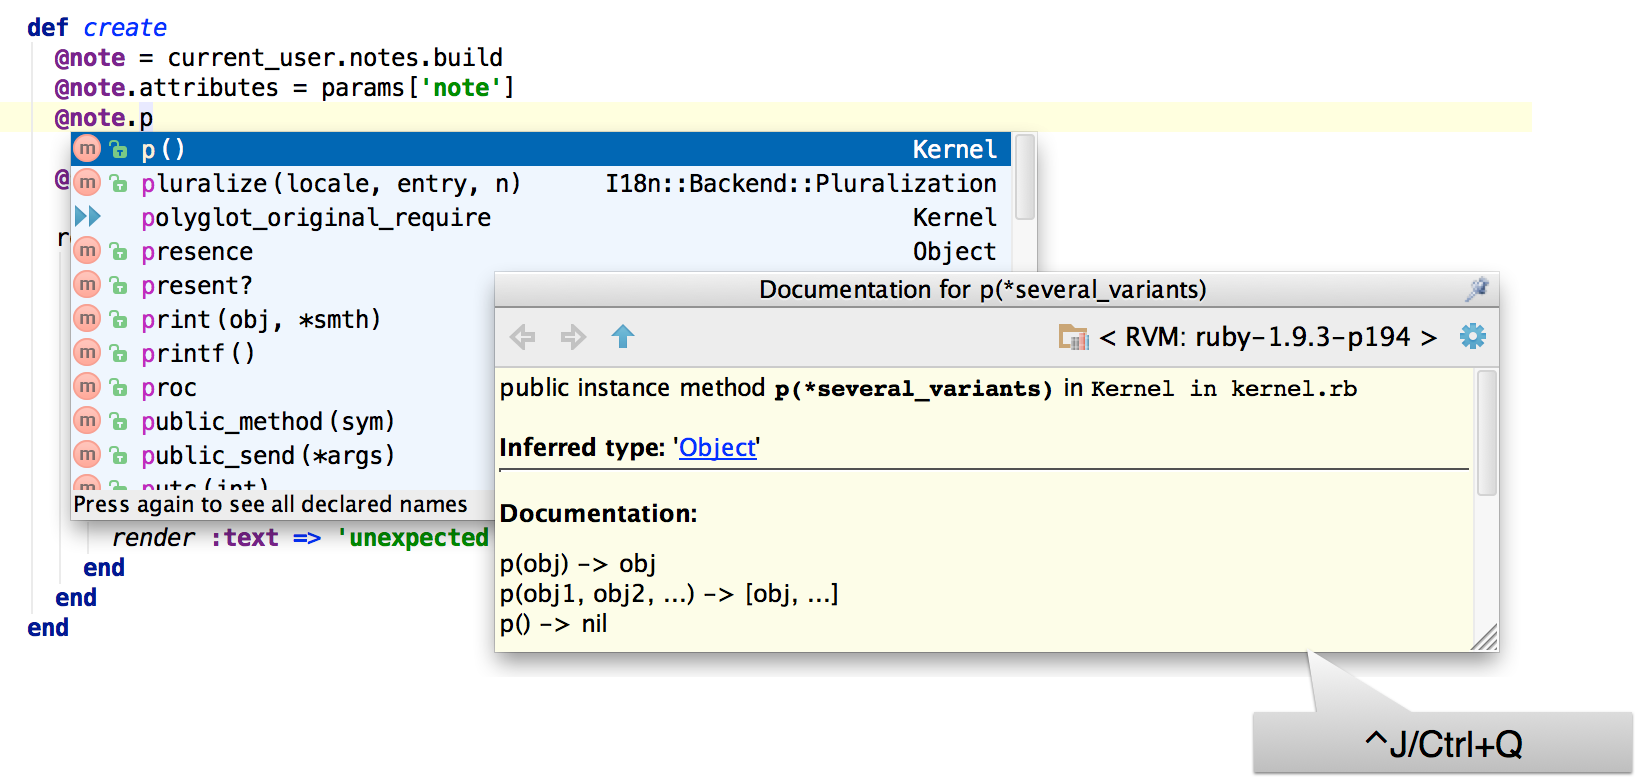 def create
@note = current_user.notes.build
@note.attributes = params['note']
@note.p
p() Kernel
@ pluralize(locale, entry, n) I18n::Backend::Pluralization
polyglot_original_require Kernel
presence Object
present?
print(obj, *smth)
printf()
proc
public_method(sym)
public_send(*args)
putc(int)
Press again to see all declared names
Documentation for p(*several_variants)
< RVM: ruby-1.9.3-p194 >
public instance method p(*several_variants) in Kernel in kernel.rb
Inferred type: 'Object'
Documentation:
p(obj) -> obj
p(obj1, obj2, ...) -> [obj, ...]
p() -> nil
render :text => 'unexpected
end
end
end
^J/Ctrl+Q